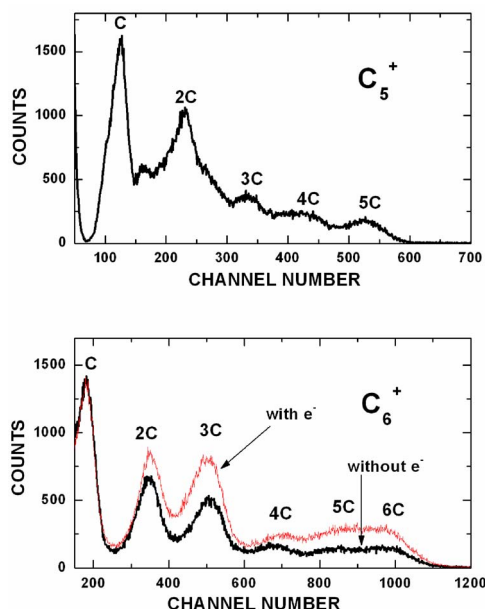 1500
1000
500
0
COUNTS
C
2C
3C
4C
5C
C5+
100 200 300 400 500 600 700
CHANNEL NUMBER
1500
1000
500
0
COUNTS
C
2C
3C
4C
5C
6C
with e-
without e-
C6+
200 400 600 800 1000 1200
CHANNEL NUMBER